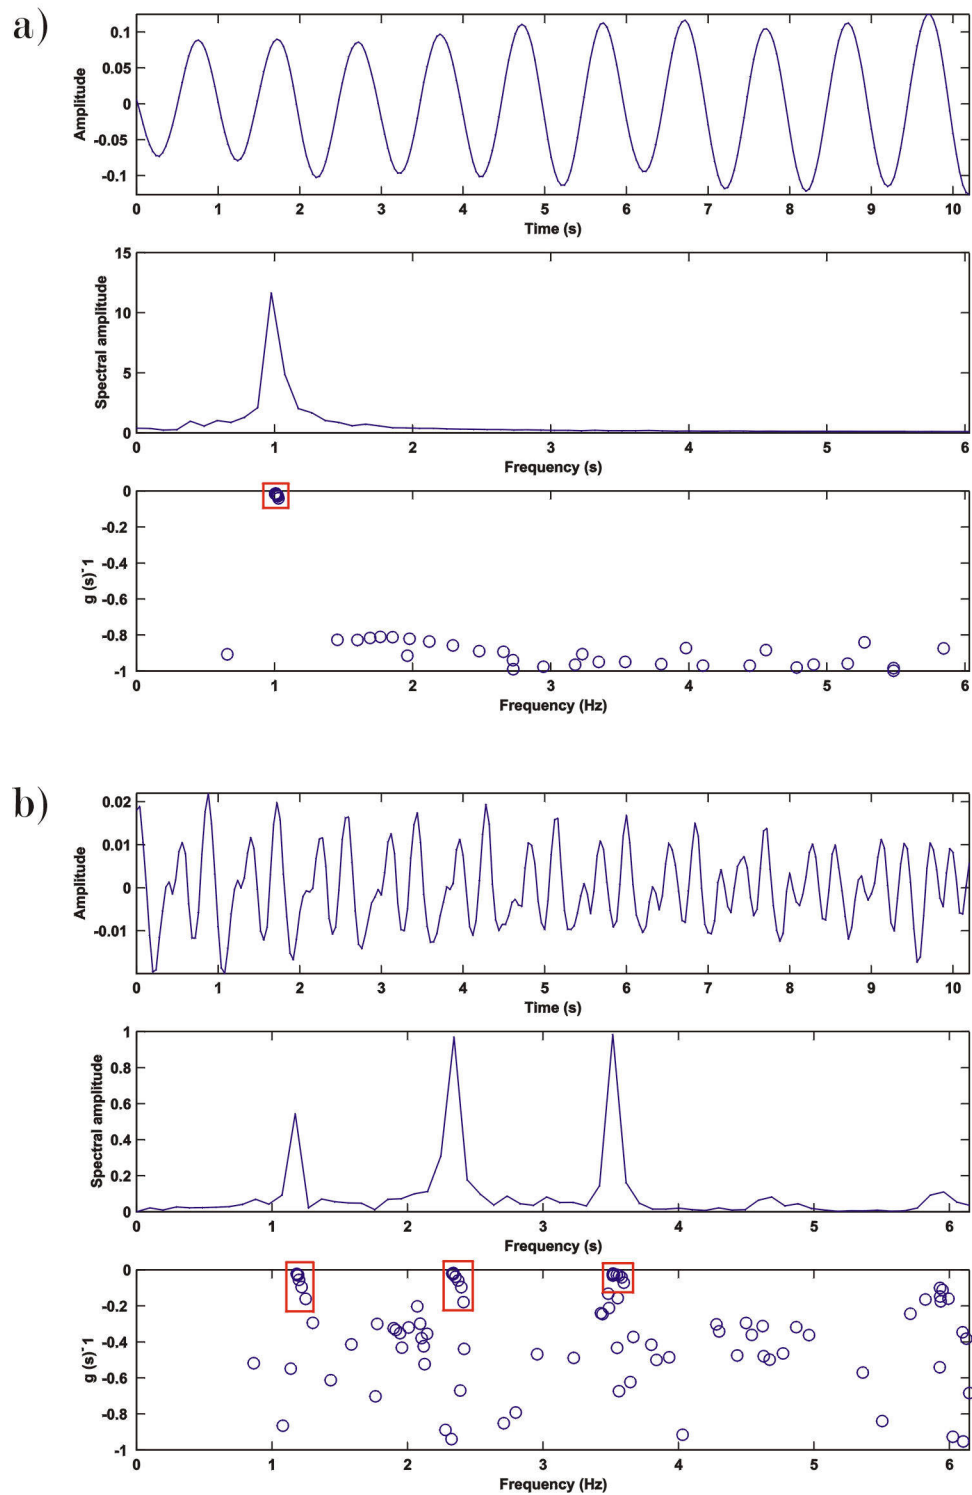 a)
0.1
0.05
0
-0.05
-0.1
Amplitude
0 1 2 3 4 5 6 7 8 9 10
Time (s)
15
10
5
0
Spectral amplitude
0 1 2 3 4 5 6
Frequency (s)
0
-0.2
-0.4
-0.6
-0.8
-1
g (s)ˉ1
0 1 2 3 4 5 6
Frequency (Hz)
b)
0.02
0.01
0
-0.01
Amplitude
0 1 2 3 4 5 6 7 8 9 10
Time (s)
1
0.8
0.6
0.4
0.2
0
Spectral amplitude
0 1 2 3 4 5 6
Frequency (s)
0
-0.2
-0.4
-0.6
-0.8
-1
g (s)ˉ1
0 1 2 3 4 5 6
Frequency (Hz)